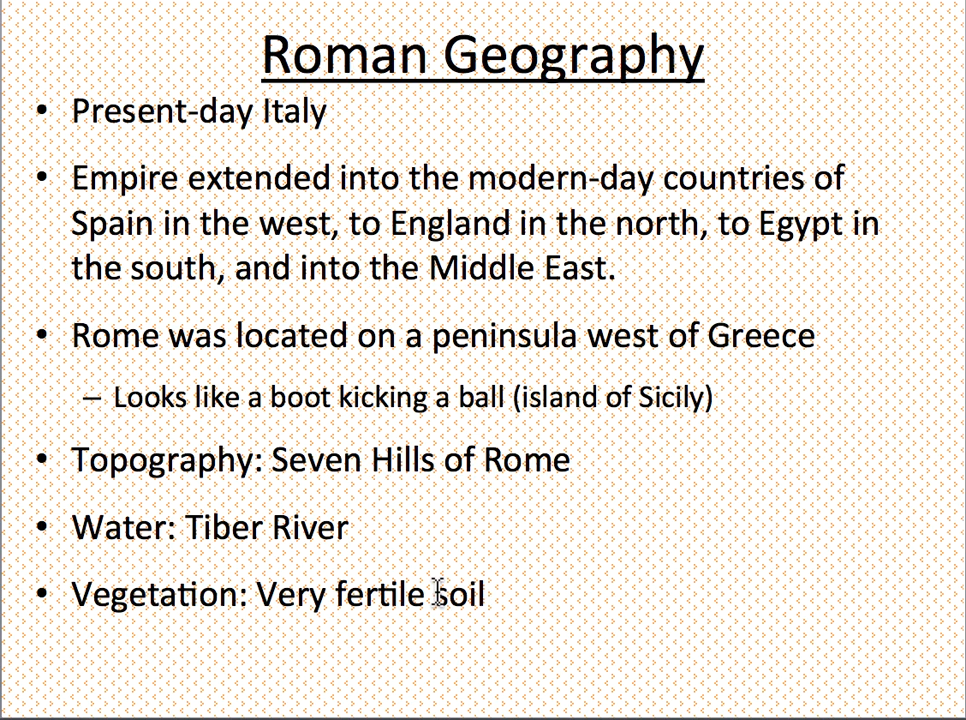 Roman Geography
• Present-day Italy
• Empire extended into the modern-day countries of
Spain in the west, to England in the north, to Egypt in
the south, and into the Middle East.
• Rome was located on a peninsula west of Greece
– Looks like a boot kicking a ball (island of Sicily)
• Topography: Seven Hills of Rome
• Water: Tiber River
• Vegetation: Very fertile soil